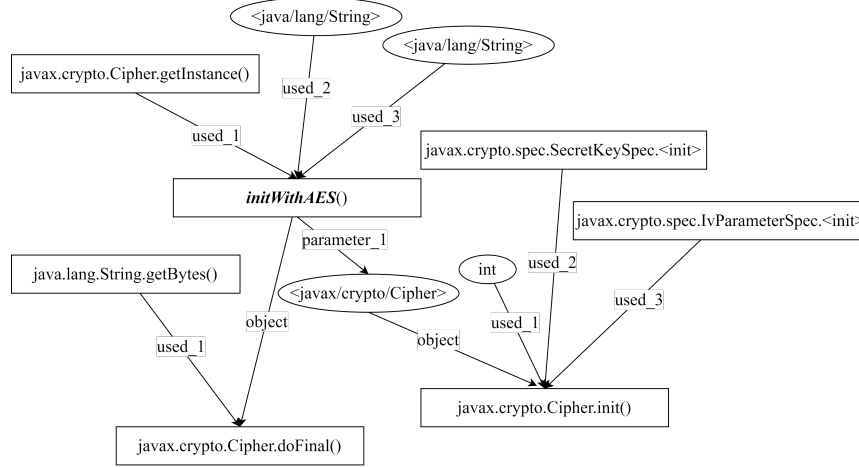 <java/lang/String>
<java/lang/String>
javax.crypto.Cipher.getInstance()
used_2
used_3
used_1
javax.crypto.spec.SecretKeySpec.<init>
initWithAES()
javax.crypto.spec.IvParameterSpec.<init>
parameter_1
java.lang.String.getBytes()
int
used_2
<javax/crypto/Cipher>
used_3
object
used_1
object
used_1
javax.crypto.Cipher.init()
javax.crypto.Cipher.doFinal()